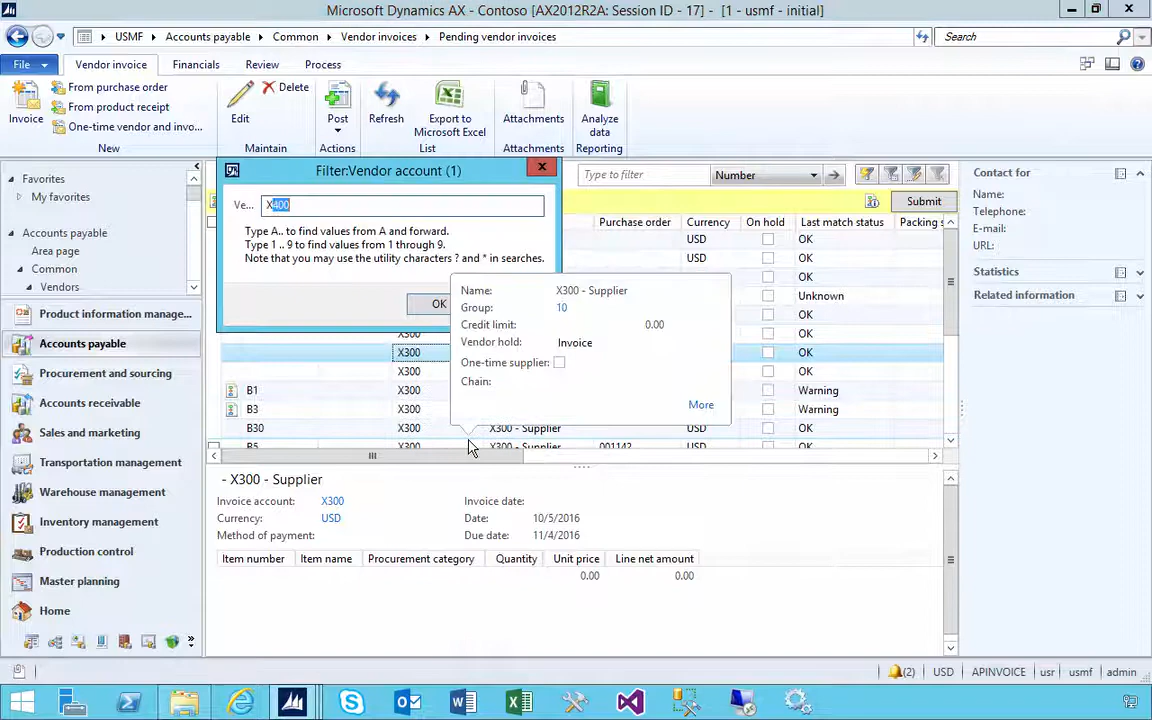 Microsoft Dynamics AX - Contoso [AX2012R2A: Session ID - 17] - [1 - usmf - initial]
USMF Accounts payable Common Vendor invoices Pending vendor invoices
Search
File Vendor invoice Financials Review Process
Invoice
From purchase order
From product receipt
One-time vendor and invo...
New
Edit
Delete
Maintain
Post
Actions
Refresh
Export to
Microsoft Excel
List
Attachments
Attachments
Analyze
data
Reporting
Favorites
My favorites
Accounts payable
Area page
Common
Vendors
Product information manage...
Accounts payable
Procurement and sourcing
Accounts receivable
Sales and marketing
Transportation management
Warehouse management
Inventory management
Production control
Master planning
Home
Filter:Vendor account (1)
Ve... X400
Type A.. to find values from A and forward.
Type 1 .. 9 to find values from 1 through 9.
Note that you may use the utility characters ? and * in searches.
OK
Type to filter Number
Submit
Purchase order Currency On hold Last match status Packing s
USD OK
USD OK
OK
Unknown
OK
X300 OK
X300 OK
X300 OK
B1 X300 Warning
B3 X300 Warning
B30 X300 X300 - Supplier USD OK
B5 X300 X300 - Supplier 001142 USD OK
Name: X300 - Supplier
Group: 10
Credit limit: 0.00
Vendor hold: Invoice
One-time supplier:
Chain:
More
- X300 - Supplier
Invoice account: X300 Invoice date:
Currency: USD Date: 10/5/2016
Method of payment: Due date: 11/4/2016
Item number Item name Procurement category Quantity Unit price Line net amount
0.00 0.00
Contact for
Name:
Telephone:
E-mail:
URL:
Statistics
Related information
(2) USD APINVOICE usr usmf admin